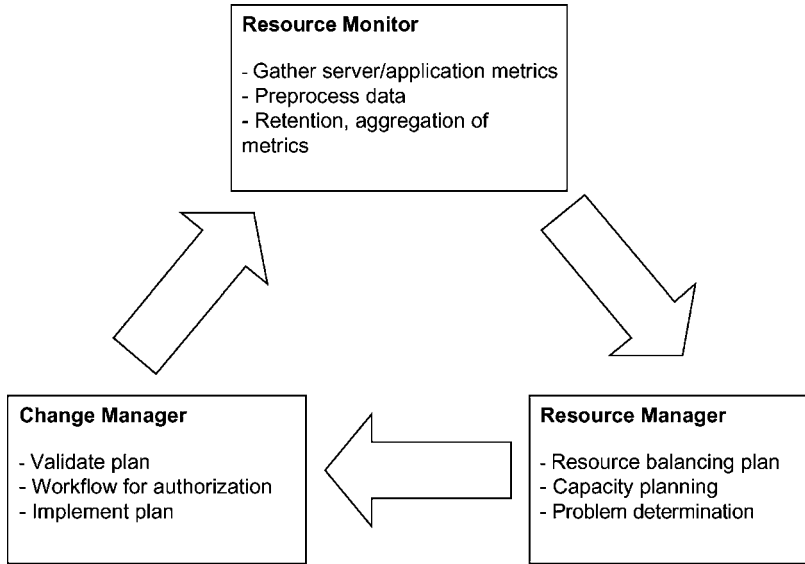 Resource Monitor
- Gather server/application metrics
- Preprocess data
- Retention, aggregation of
metrics
Change Manager
- Validate plan
- Workflow for authorization
- Implement plan
Resource Manager
- Resource balancing plan
- Capacity planning
- Problem determination